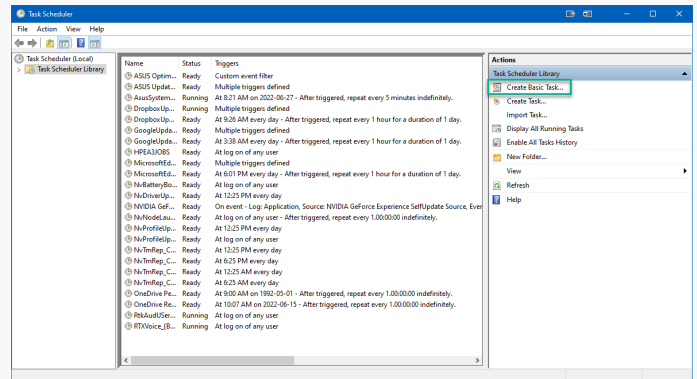 Task Scheduler
File Action View Help
Task Scheduler (Local)
Task Scheduler Library
Name Status Triggers
ASUS Optim... Ready Custom event filter
ASUS Updat... Ready Multiple triggers defined
AsusSystem... Running At 8:21 AM on 2022-06-27 - After triggered, repeat every 5 minutes indefinitely.
DropboxUp... Running Multiple triggers defined
DropboxUp... Ready At 9:26 AM every day - After triggered, repeat every 1 hour for a duration of 1 day.
GoogleUpda... Ready Multiple triggers defined
GoogleUpda... Ready At 3:38 AM every day - After triggered, repeat every 1 hour for a duration of 1 day.
HPEA3JOBS Ready At log on of any user
MicrosoftEd... Ready Multiple triggers defined
MicrosoftEd... Ready At 6:01 PM every day - After triggered, repeat every 1 hour for a duration of 1 day.
NvBatteryBo... Ready At log on of any user
NvDriverUp... Ready At 12:25 PM every day
NVIDIA GeF... Ready On event - Log: Application, Source: NVIDIA GeForce Experience SelfUpdate Source, Ever
NvNodeLau... Ready At log on of any user - After triggered, repeat every 1.00:00:00 indefinitely.
NvProfileUp... Ready At 12:25 PM every day
NvProfileUp... Ready At log on of any user
NvTmRep_C... Ready At 12:25 PM every day
NvTmRep_C... Ready At 6:25 PM every day
NvTmRep_C... Ready At 12:25 AM every day
NvTmRep_C... Ready At 6:25 AM every day
OneDrive Pe... Ready At 9:00 AM on 1992-05-01 - After triggered, repeat every 1.00:00:00 indefinitely.
OneDrive Re... Ready At 10:07 AM on 2022-06-15 - After triggered, repeat every 1.00:00:00 indefinitely.
RtkAudUSer... Running At log on of any user
RTXVoice_{B... Running At log on of any user
Actions
Task Scheduler Library
Create Basic Task...
Create Task...
Import Task...
Display All Running Tasks
Enable All Tasks History
New Folder...
View
Refresh
Help